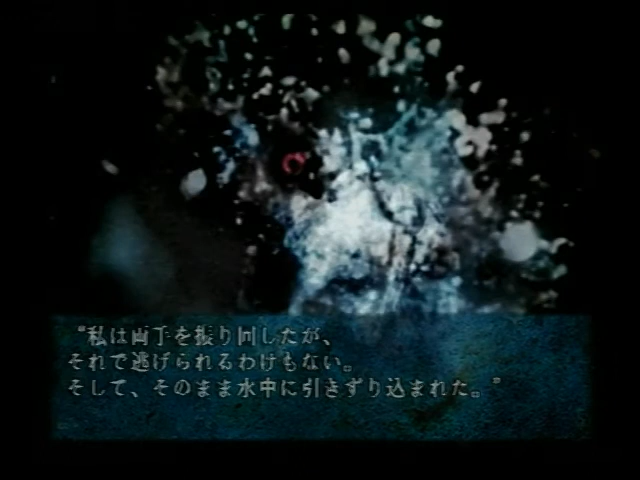 “私は両手を振り回したが、
それで逃げられるわけもない。
そして、そのまま水中に引きずり込まれた。”